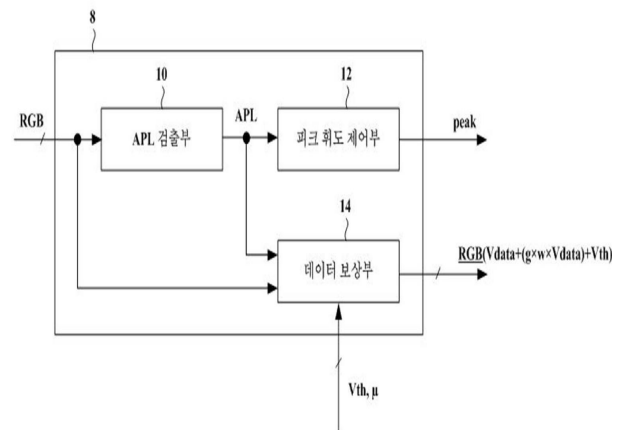 8
10
12
RGB
APL
APL 검출부
피크 휘도 제어부
peak
14
데이터 보상부
RGB(Vdata+(g×w×Vdata)+Vth)
Vth, μ